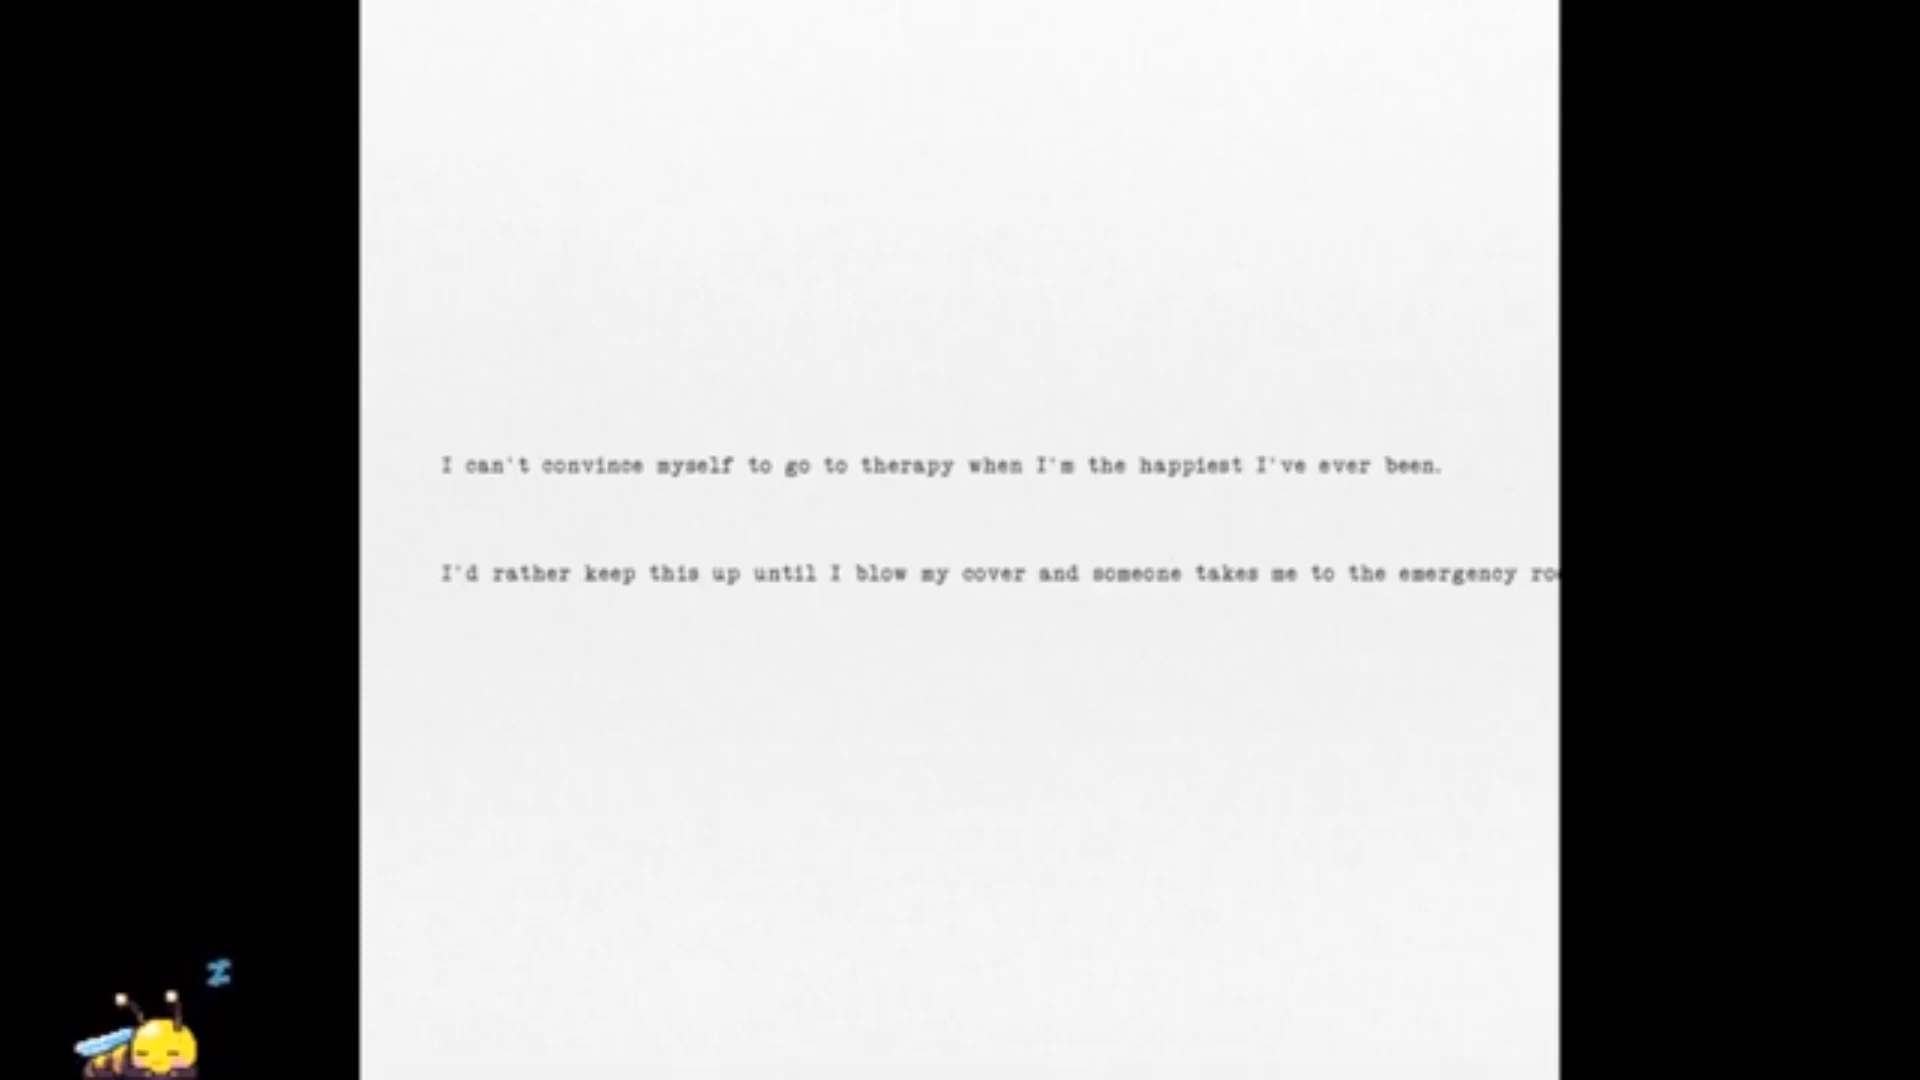 I can't convince myself to go to therapy when I'm the happiest I've ever been.
I'd rather keep this up until I blow my cover and someone takes me to the emergency
z